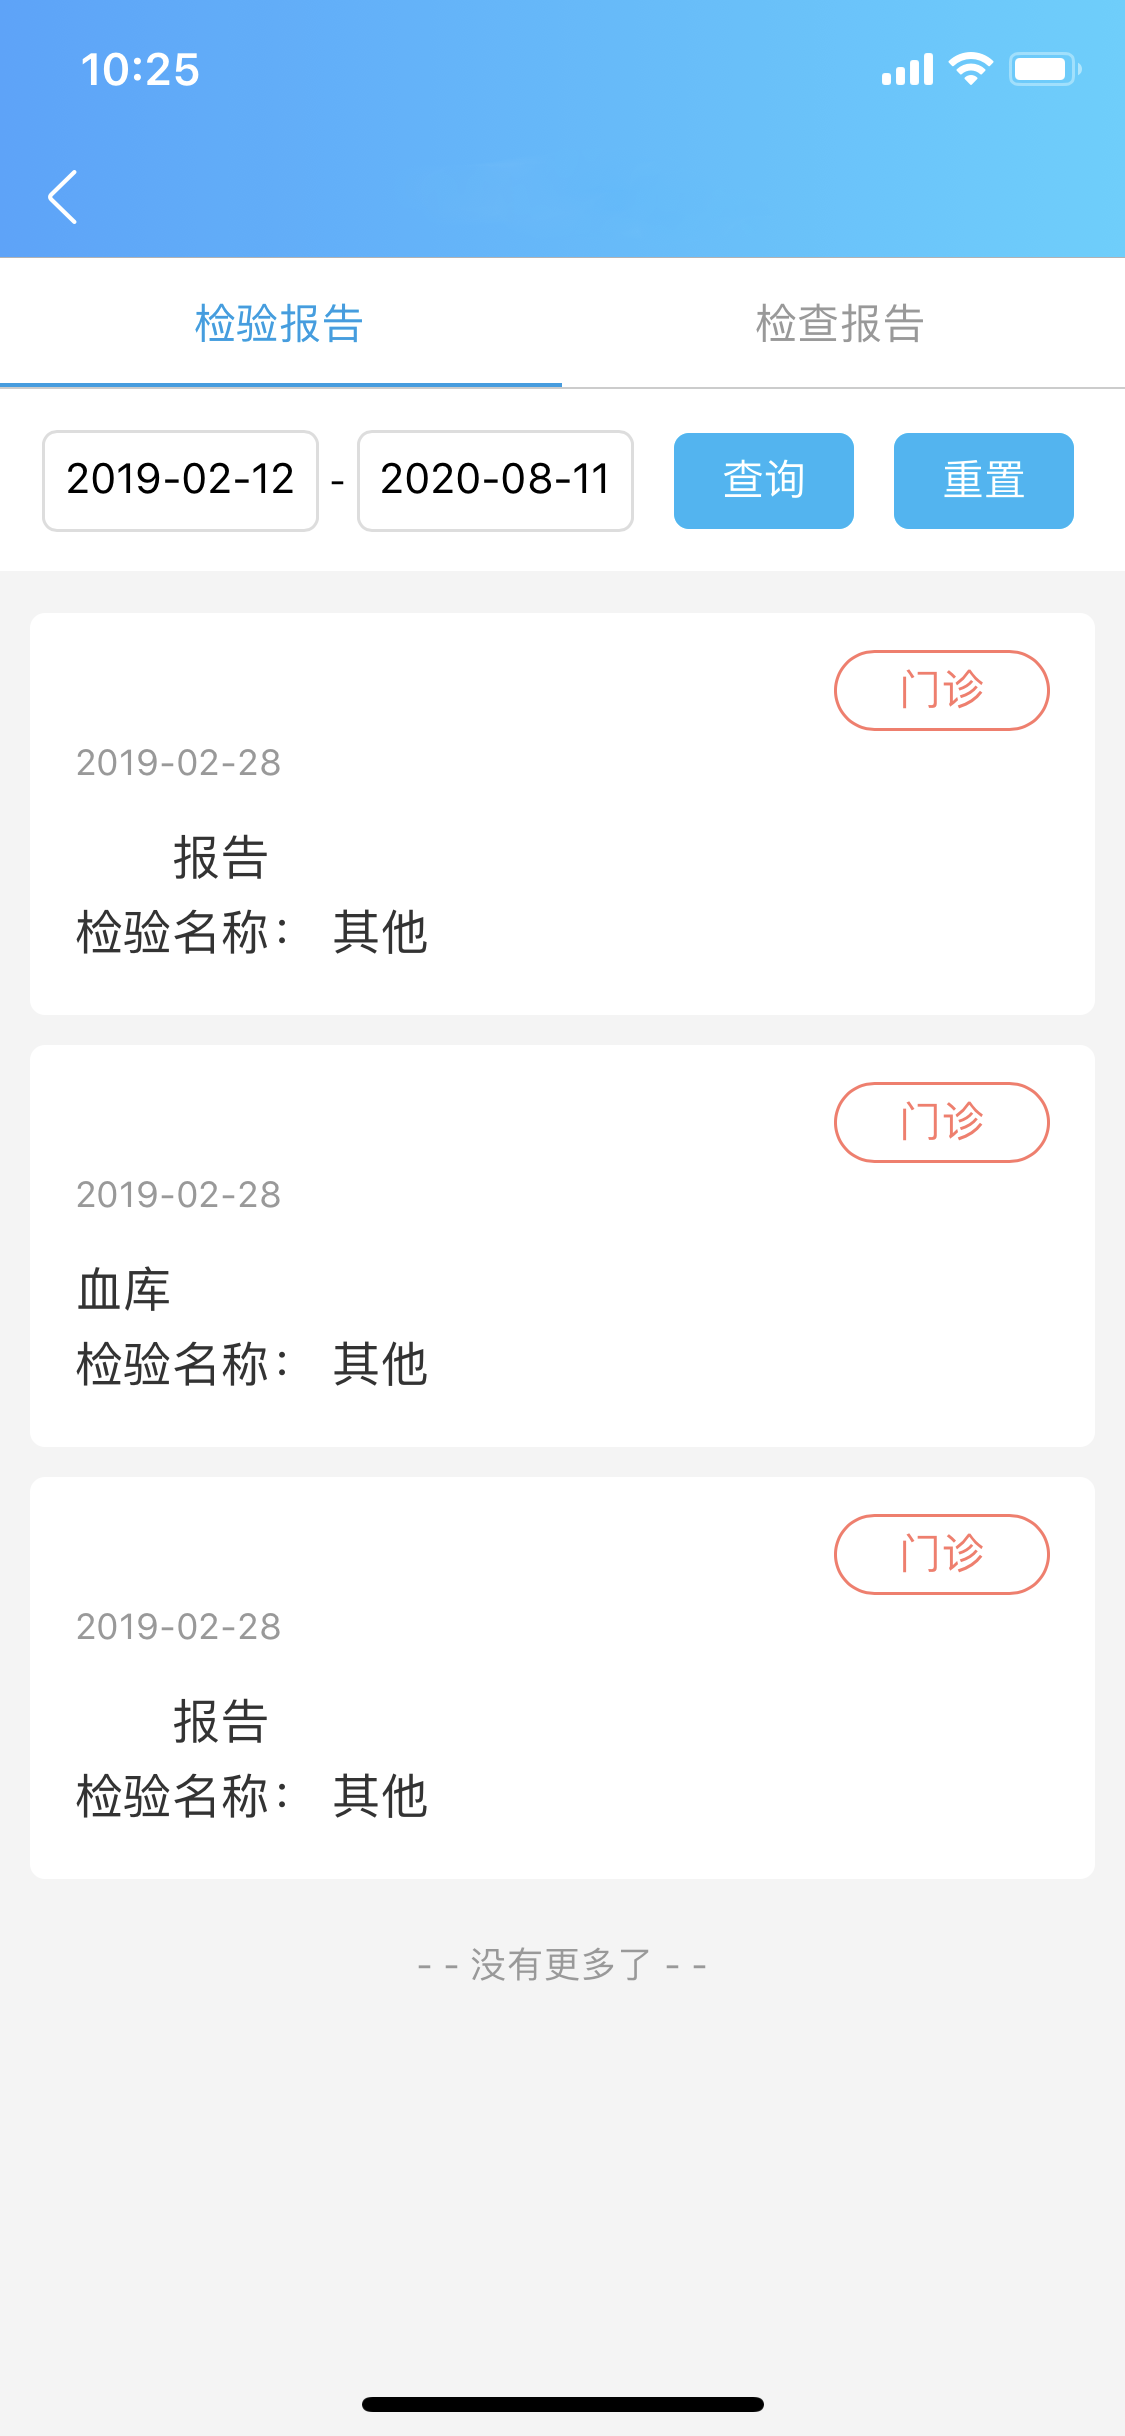 10:25
检验报告 检查报告
2019-02-12 - 2020-08-11 查询 重置
门诊
2019-02-28
报告
检验名称： 其他
门诊
2019-02-28
血库
检验名称： 其他
门诊
2019-02-28
报告
检验名称： 其他
- - 没有更多了 - -